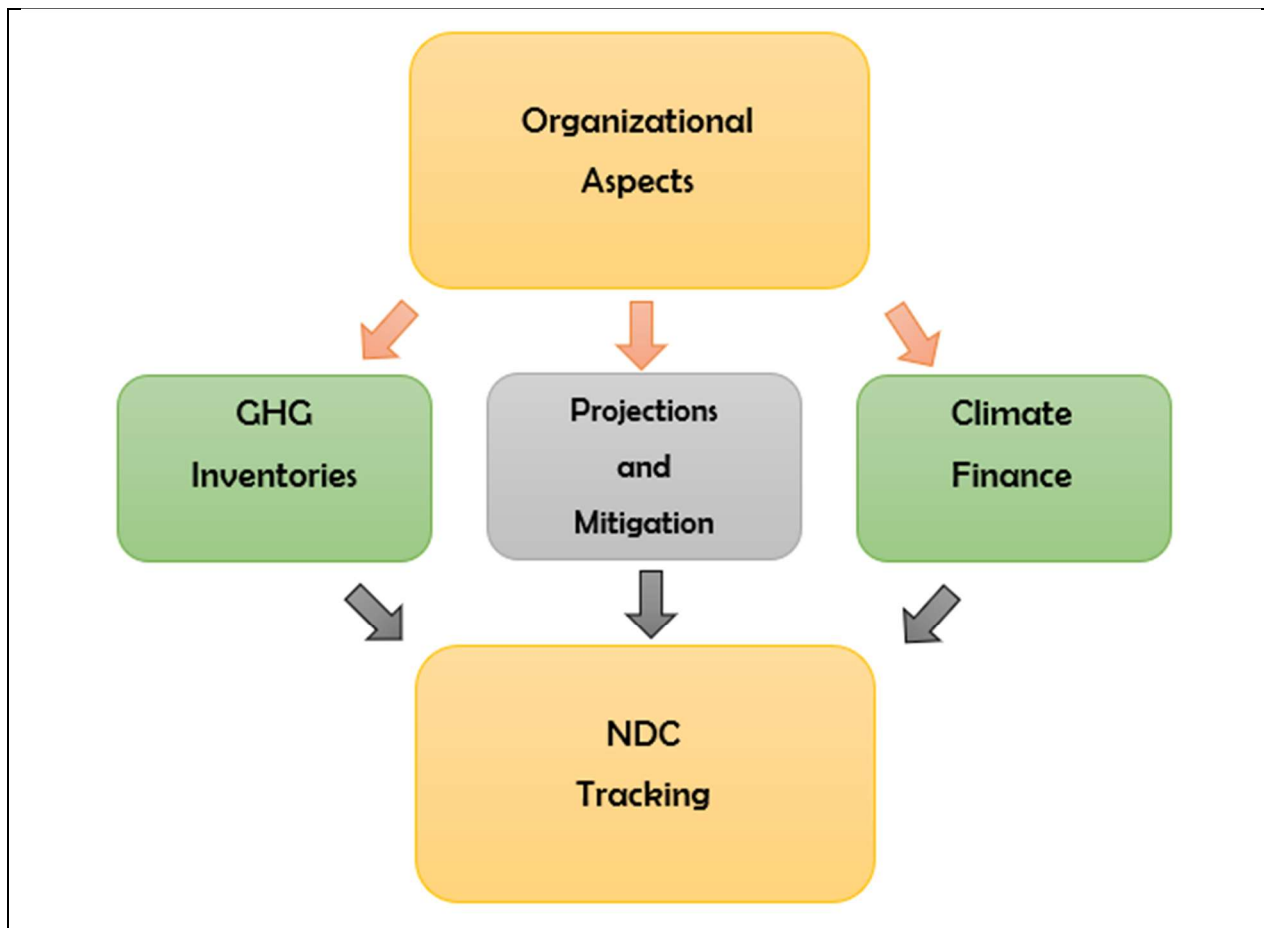 Organizational
Aspects
GHG
Inventories
Projections
and
Mitigation
Climate
Finance
NDC
Tracking